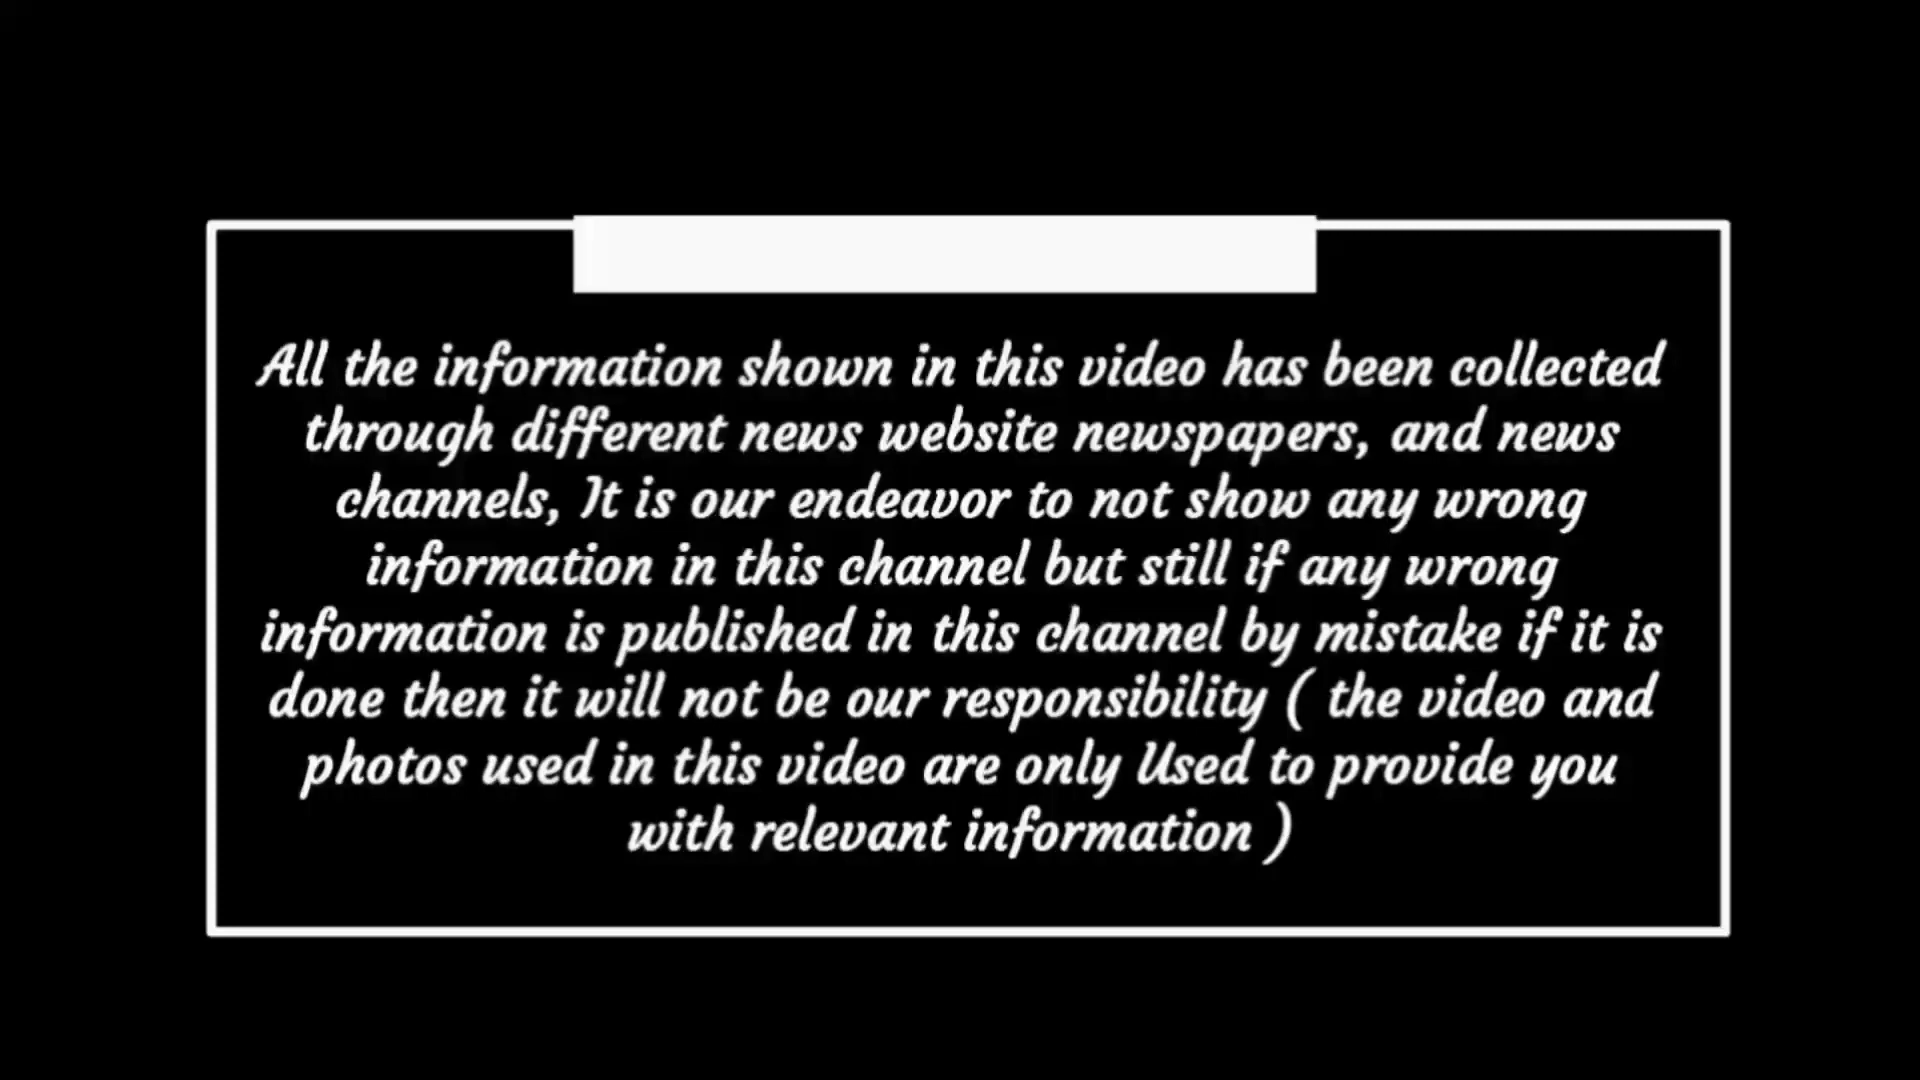 All the information shown in this video has been collected
through different news website newspapers, and news
channels, It is our endeavor to not show any wrong
information in this channel but still if any wrong
information is published in this channel by mistake if it is
done then it will not be our responsibility ( the video and
photos used in this video are only Used to provide you
with relevant information )